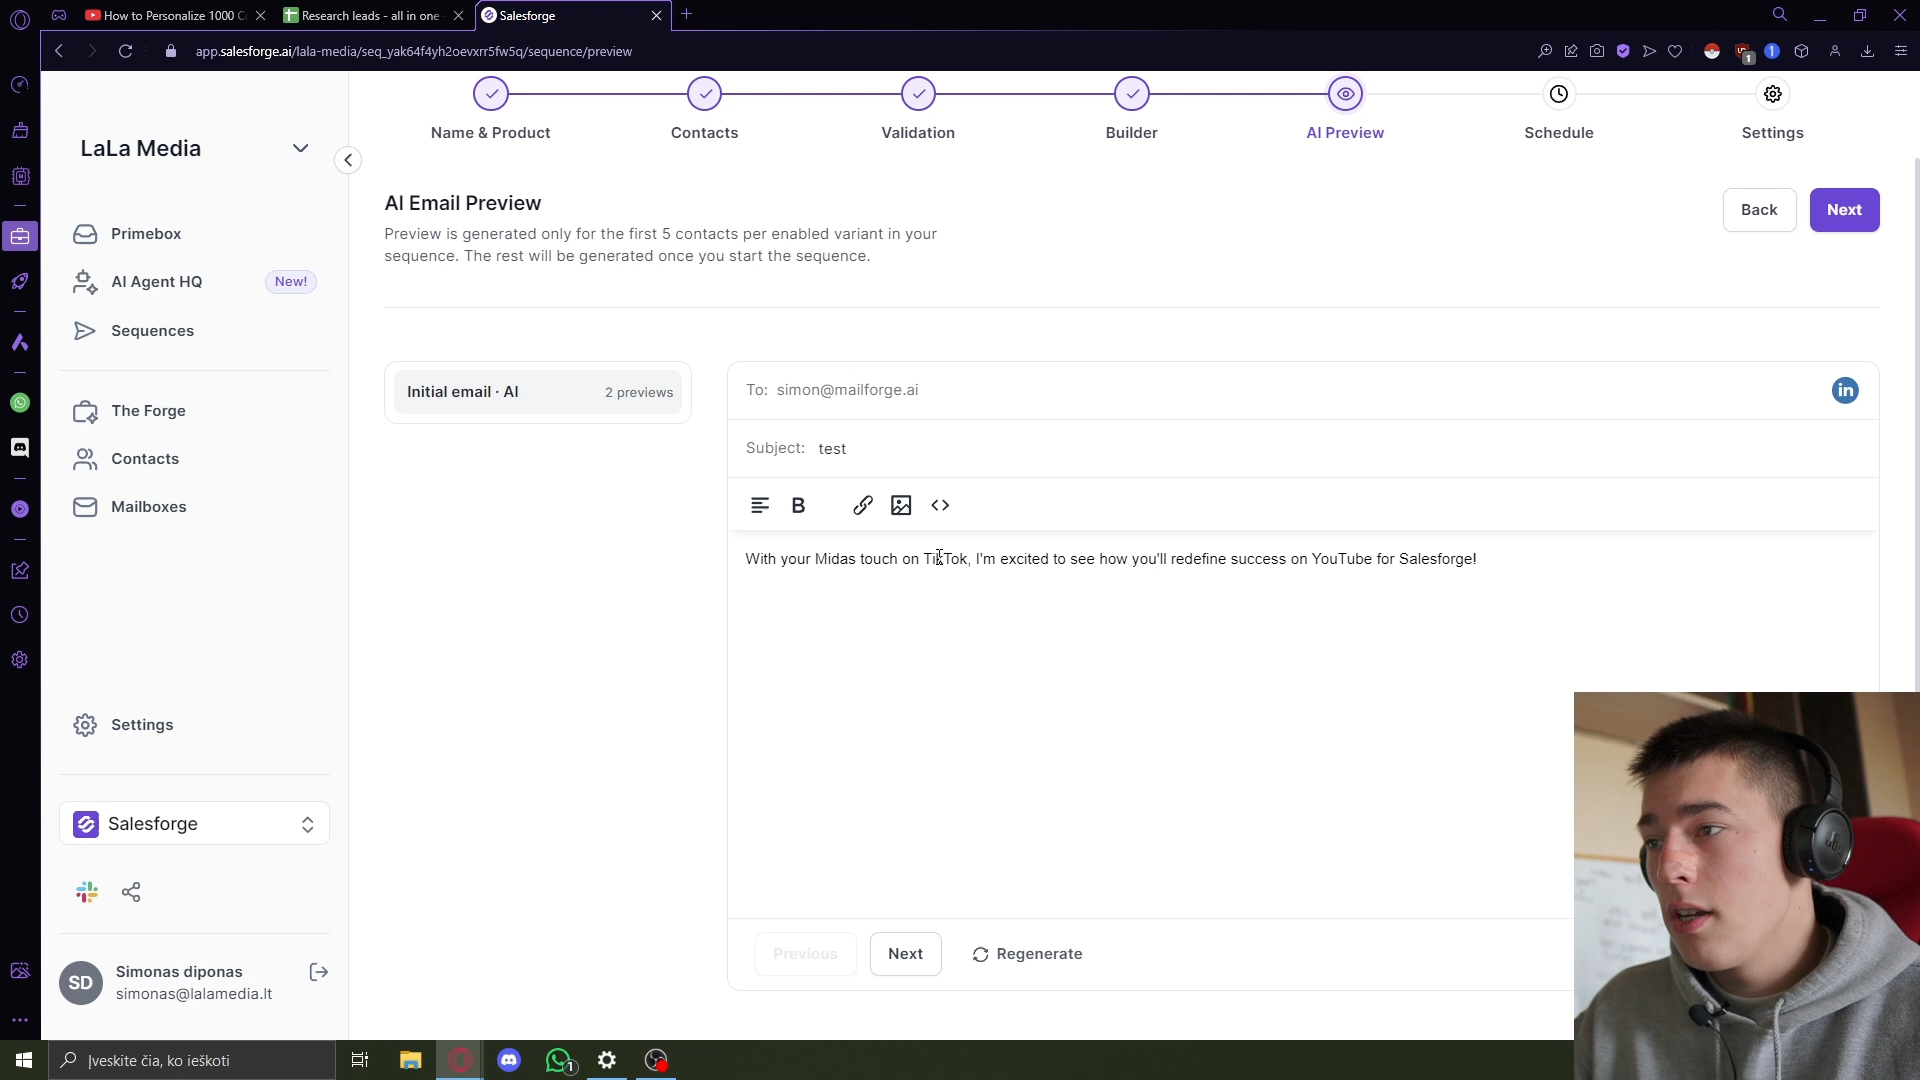 How to Personalize 1000 C
Research leads - all in one
Salesforge
app.salesforge.ai/lala-media/seq_yak64f4yh2oevxrr5fw5q/sequence/preview
1
1
LaLa Media
Name & Product
Contacts
Validation
Builder
AI Preview
Schedule
Settings
AI Email Preview
Preview is generated only for the first 5 contacts per enabled variant in your
sequence. The rest will be generated once you start the sequence.
Back
Next
Primebox
AI Agent HQ
New!
Sequences
The Forge
Contacts
Mailboxes
Settings
Salesforge
SD
Simonas diponas
simonas@lalamedia.lt
Initial email · AI
2 previews
To: simon@mailforge.ai
in
Subject: test
B
With your Midas touch on TikTok, I'm excited to see how you'll redefine success on YouTube for Salesforge!
Previous
Next
Regenerate
Įveskite čia, ko ieškoti
1